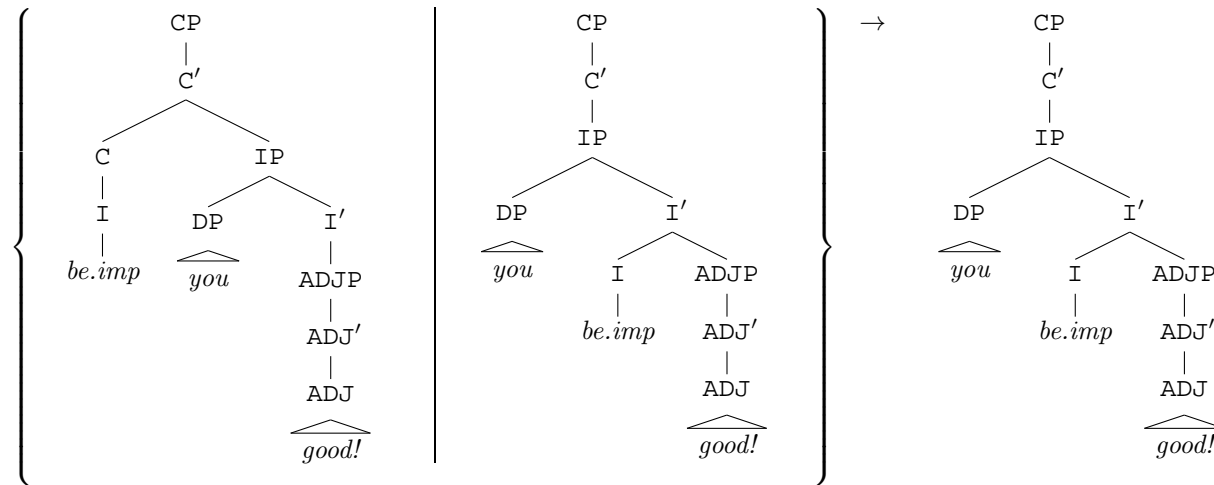 CP
C′
C IP
I DP I′
be.imp you ADJP
ADJ′
ADJ
good!
CP
C′
IP
DP I′
you I ADJP
be.imp ADJ′
ADJ
good!
→
CP
C′
IP
DP I′
you I ADJP
be.imp ADJ′
ADJ
good!